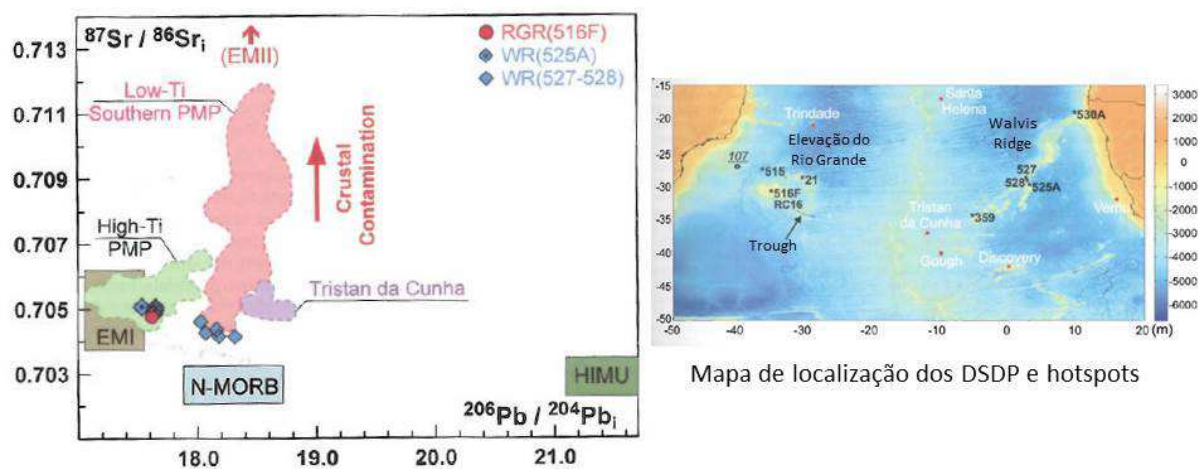 ⁸⁷Sr / ⁸⁶Srᵢ
0.713
0.711
0.709
0.707
0.705
0.703
(EMII)
Low-Ti
Southern PMP
Crustal
Contamination
High-Ti
PMP
EMI
Tristan da Cunha
N-MORB
HIMU
²⁰⁶Pb / ²⁰⁴Pbᵢ
18.0
19.0
20.0
21.0
RGR(516F)
WR(525A)
WR(527-528)
-15
-20
-25
-30
-35
-40
-45
-50
-50
-40
-30
-20
-10
0
10
20
(m)
3000
2000
1000
0
-1000
-2000
-3000
-4000
-5000
-6000
Trindade
Santa
Helena
Elevação do
Rio Grande
Walvis
Ridge
*530A
107
*515
*21
*516F
RC16
527
528
*525A
*359
Trough
Tristan
da Cunha
Gough
Discovery
Vema
Mapa de localização dos DSDP e hotspots